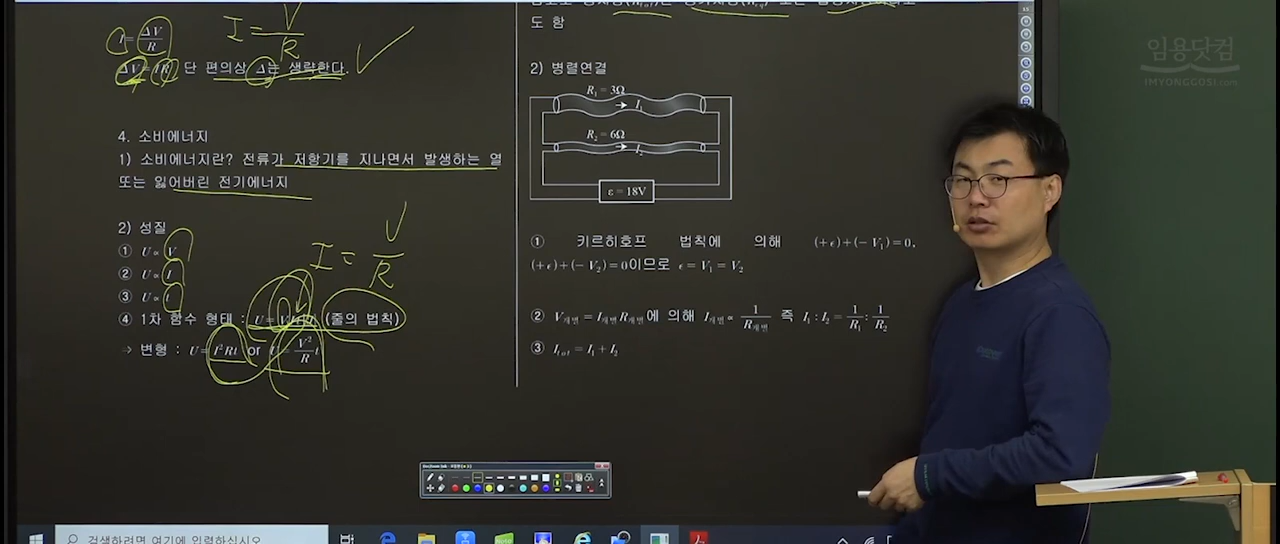 I = ΔV/R
I = V/R
ΔV = IR 단 편의상 Δ는 생략한다.
4. 소비에너지
1) 소비에너지란? 전류가 저항기를 지나면서 발생하는 열
또는 잃어버린 전기에너지
2) 성질
① U ∝ V
② U ∝ I
③ U ∝ t
I = V/R
④ 1차 함수 형태 : U = VIt (줄의 법칙)
⇒ 변형 : U = I²Rt or U = V²/R t
도 함
2) 병렬연결
R₁ = 3Ω
I₁
R₂ = 6Ω
I₂
ε = 18V
① 키르히호프 법칙에 의해 (+ε)+(−V₁)=0,
(+ε)+(−V₂)=0이므로 ε = V₁ = V₂
② V개별 = I개별R개별에 의해 I개별 ∝ 1/R개별 즉 I₁ : I₂ = 1/R₁ : 1/R₂
③ Itot = I₁ + I₂
임용닷컴
IMYONGGOSI.com
검색하려면 여기에 입력하십시오